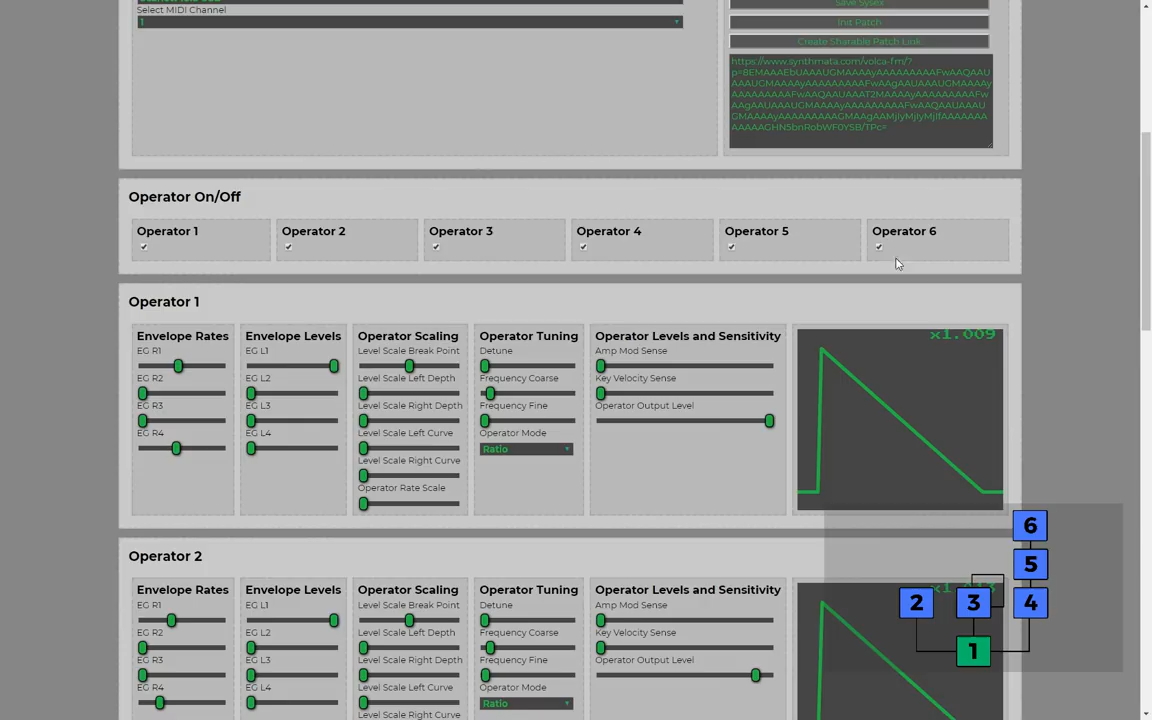 Select MIDI Channel
1
Save Sysex
Init Patch
Create Sharable Patch Link.
https://www.synthmata.com/volca-fm/?
Operator On/Off
Operator 1
Operator 2
Operator 3
Operator 4
Operator 5
Operator 6
Operator 1
Envelope Rates
EG R1
EG R2
EG R3
EG R4
Envelope Levels
EG L1
EG L2
EG L3
EG L4
Operator Scaling
Level Scale Break Point
Level Scale Left Depth
Level Scale Right Depth
Level Scale Left Curve
Level Scale Right Curve
Operator Rate Scale
Operator Tuning
Detune
Frequency Coarse
Frequency Fine
Operator Mode
Ratio
Operator Levels and Sensitivity
Amp Mod Sense
Key Velocity Sense
Operator Output Level
x1.009
Operator 2
Envelope Rates
EG R1
EG R2
EG R3
EG R4
Envelope Levels
EG L1
EG L2
EG L3
EG L4
Operator Scaling
Level Scale Break Point
Level Scale Left Depth
Level Scale Right Depth
Level Scale Left Curve
Level Scale Right Curve
Operator Tuning
Detune
Frequency Coarse
Frequency Fine
Operator Mode
Ratio
Operator Levels and Sensitivity
Amp Mod Sense
Key Velocity Sense
Operator Output Level
6
5
2
3
4
1